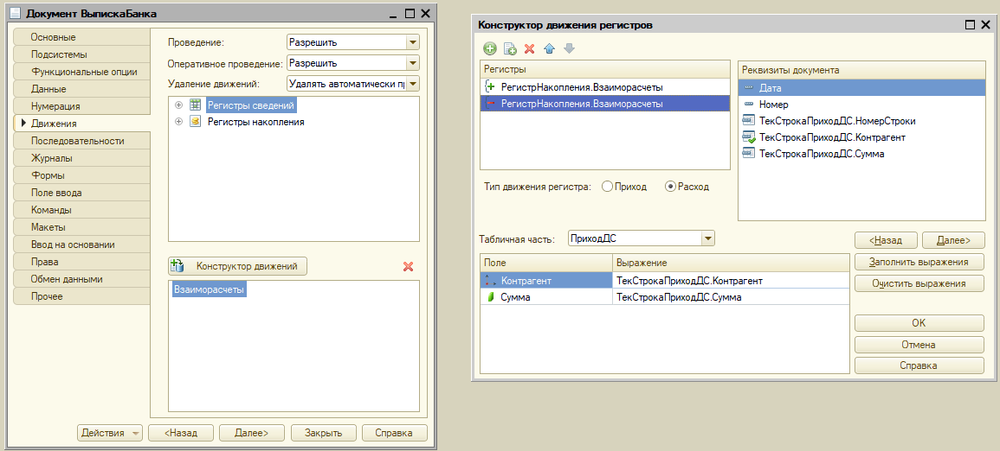 Документ ВыпискаБанка
Основные
Подсистемы
Функциональные опции
Данные
Нумерация
Движения
Последовательности
Журналы
Формы
Поле ввода
Команды
Макеты
Ввод на основании
Права
Обмен данными
Прочее
Проведение: Разрешить
Оперативное проведение: Разрешить
Удаление движений: Удалять автоматически п
Регистры сведений
Регистры накопления
Конструктор движений
Взаиморасчеты
Действия <Назад Далее> Закрыть Справка
Конструктор движения регистров
Регистры
РегистрНакопления.Взаиморасчеты
РегистрНакопления.Взаиморасчеты
Реквизиты документа
Дата
Номер
ТекСтрокаПриходДС.НомерСтроки
ТекСтрокаПриходДС.Контрагент
ТекСтрокаПриходДС.Сумма
Тип движения регистра: Приход Расход
Табличная часть: ПриходДС
<Назад Далее>
Поле Выражение
Контрагент ТекСтрокаПриходДС.Контрагент
Сумма ТекСтрокаПриходДС.Сумма
Заполнить выражения
Очистить выражения
OK
Отмена
Справка